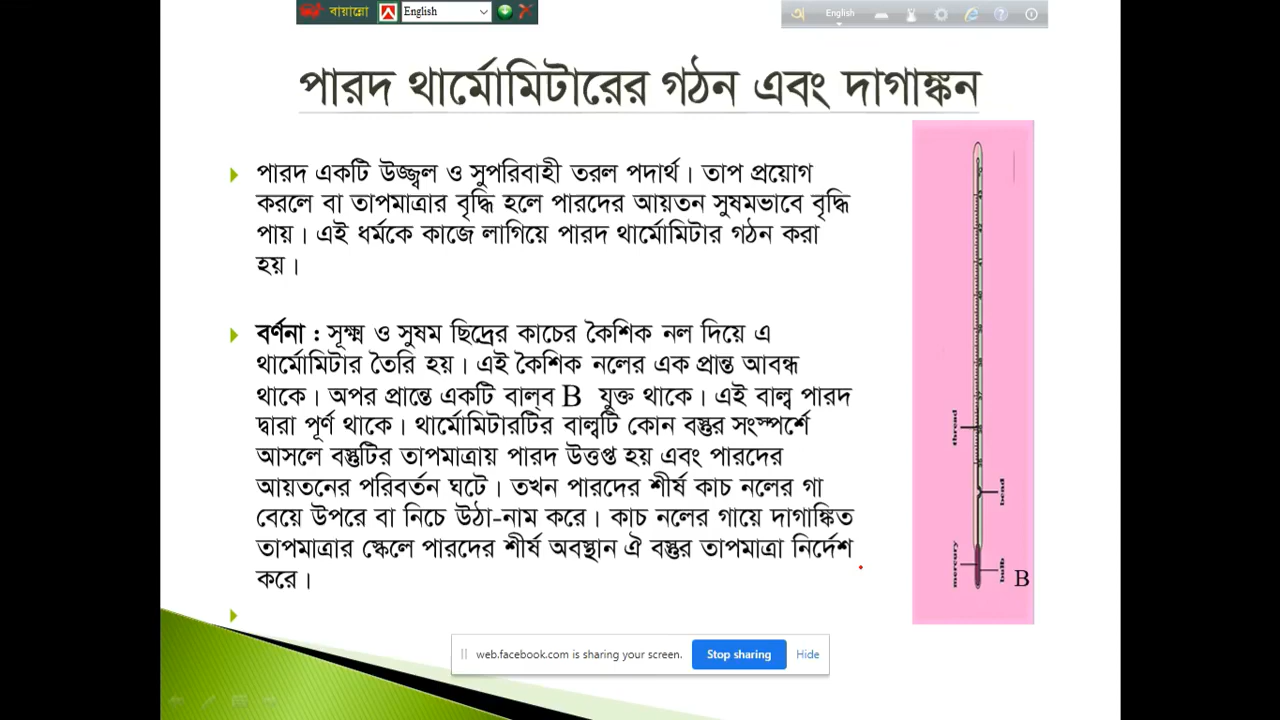 বায়ান্নো English
অ English
পারদ থার্মোমিটারের গঠন এবং দাগাঙ্কন
পারদ একটি উজ্জ্বল ও সুপরিবাহী তরল পদার্থ। তাপ প্রয়োগ
করলে বা তাপমাত্রার বৃদ্ধি হলে পারদের আয়তন সুষমভাবে বৃদ্ধি
পায়। এই ধর্মকে কাজে লাগিয়ে পারদ থার্মোমিটার গঠন করা
হয়।
বর্ণনা : সূক্ষ্ম ও সুষম ছিদ্রের কাচের কৈশিক নল দিয়ে এ
থার্মোমিটার তৈরি হয়। এই কৈশিক নলের এক প্রান্ত আবন্ধ
থাকে। অপর প্রান্তে একটি বাল্‌ব B যুক্ত থাকে। এই বাল্ব পারদ
দ্বারা পূর্ণ থাকে। থার্মোমিটারটির বাল্বটি কোন বস্তুর সংস্পর্শে
আসলে বস্তুটির তাপমাত্রায় পারদ উত্তপ্ত হয় এবং পারদের
আয়তনের পরিবর্তন ঘটে। তখন পারদের শীর্ষ কাচ নলের গা
বেয়ে উপরে বা নিচে উঠা-নাম করে। কাচ নলের গায়ে দাগাঙ্কিত
তাপমাত্রার স্কেলে পারদের শীর্ষ অবস্থান ঐ বস্তুর তাপমাত্রা নির্দেশ
করে।
thread
bend
mercury
bulb
B
web.facebook.com is sharing your screen. Stop sharing Hide